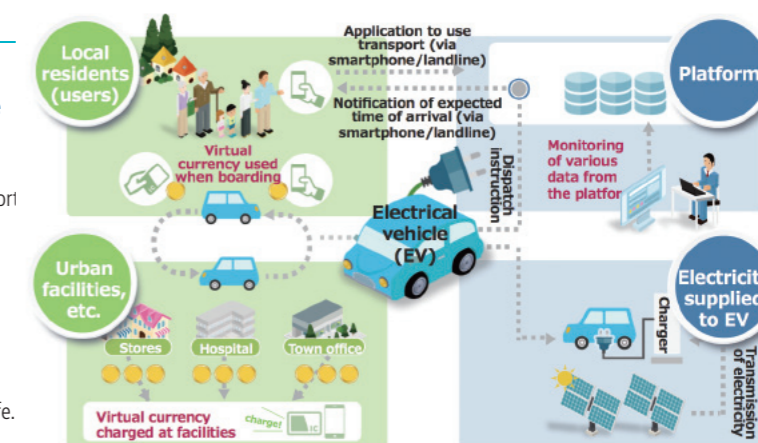 Local
residents
(users)
Application to use
transport (via
smartphone/landline)
Notification of expected
time of arrival (via
smartphone/landline)
Platform
Virtual
currency used
when boarding
Monitoring
of various
data from
the platfor
Dispatch
instruction
Electrical
vehicle
(EV)
Urban
facilities,
etc.
Stores
Hospital
Town office
Virtual currency
charged at facilities
charge!
IC
Electricit
supplied
to EV
Charger
Transmission
of electricity
ort
fe.